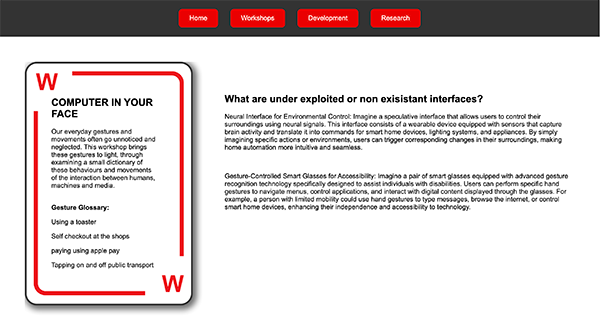 Home Workshops Development Research
W
COMPUTER IN YOUR
FACE
Our everyday gestures and
movements often go unnoticed and
neglected. This workshop brings
these gestures to light, through
examining a small dictionary of
these behaviours and movements
of the interaction between humans,
machines and media.
Gesture Glossary:
Using a toaster
Self checkout at the shops
paying using apple pay
Tapping on and off public transport
W
What are under exploited or non exisistant interfaces?
Neural Interface for Environmental Control: Imagine a speculative interface that allows users to control their
surroundings using neural signals. This interface consists of a wearable device equipped with sensors that capture
brain activity and translate it into commands for smart home devices, lighting systems, and appliances. By simply
imagining specific actions or environments, users can trigger corresponding changes in their surroundings, making
home automation more intuitive and seamless.
Gesture-Controlled Smart Glasses for Accessibility: Imagine a pair of smart glasses equipped with advanced gesture
recognition technology specifically designed to assist individuals with disabilities. Users can perform specific hand
gestures to navigate menus, control applications, and interact with digital content displayed through the glasses. For
example, a person with limited mobility could use hand gestures to type messages, browse the internet, or control
smart home devices, enhancing their independence and accessibility to technology.